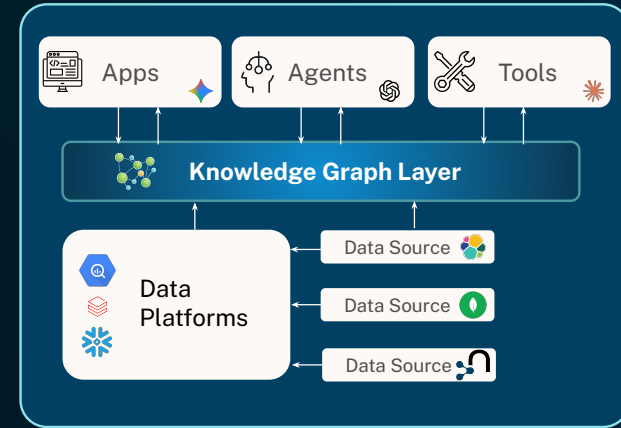 Apps
Agents
Tools
Knowledge Graph Layer
Data
Platforms
Data Source
Data Source
Data Source